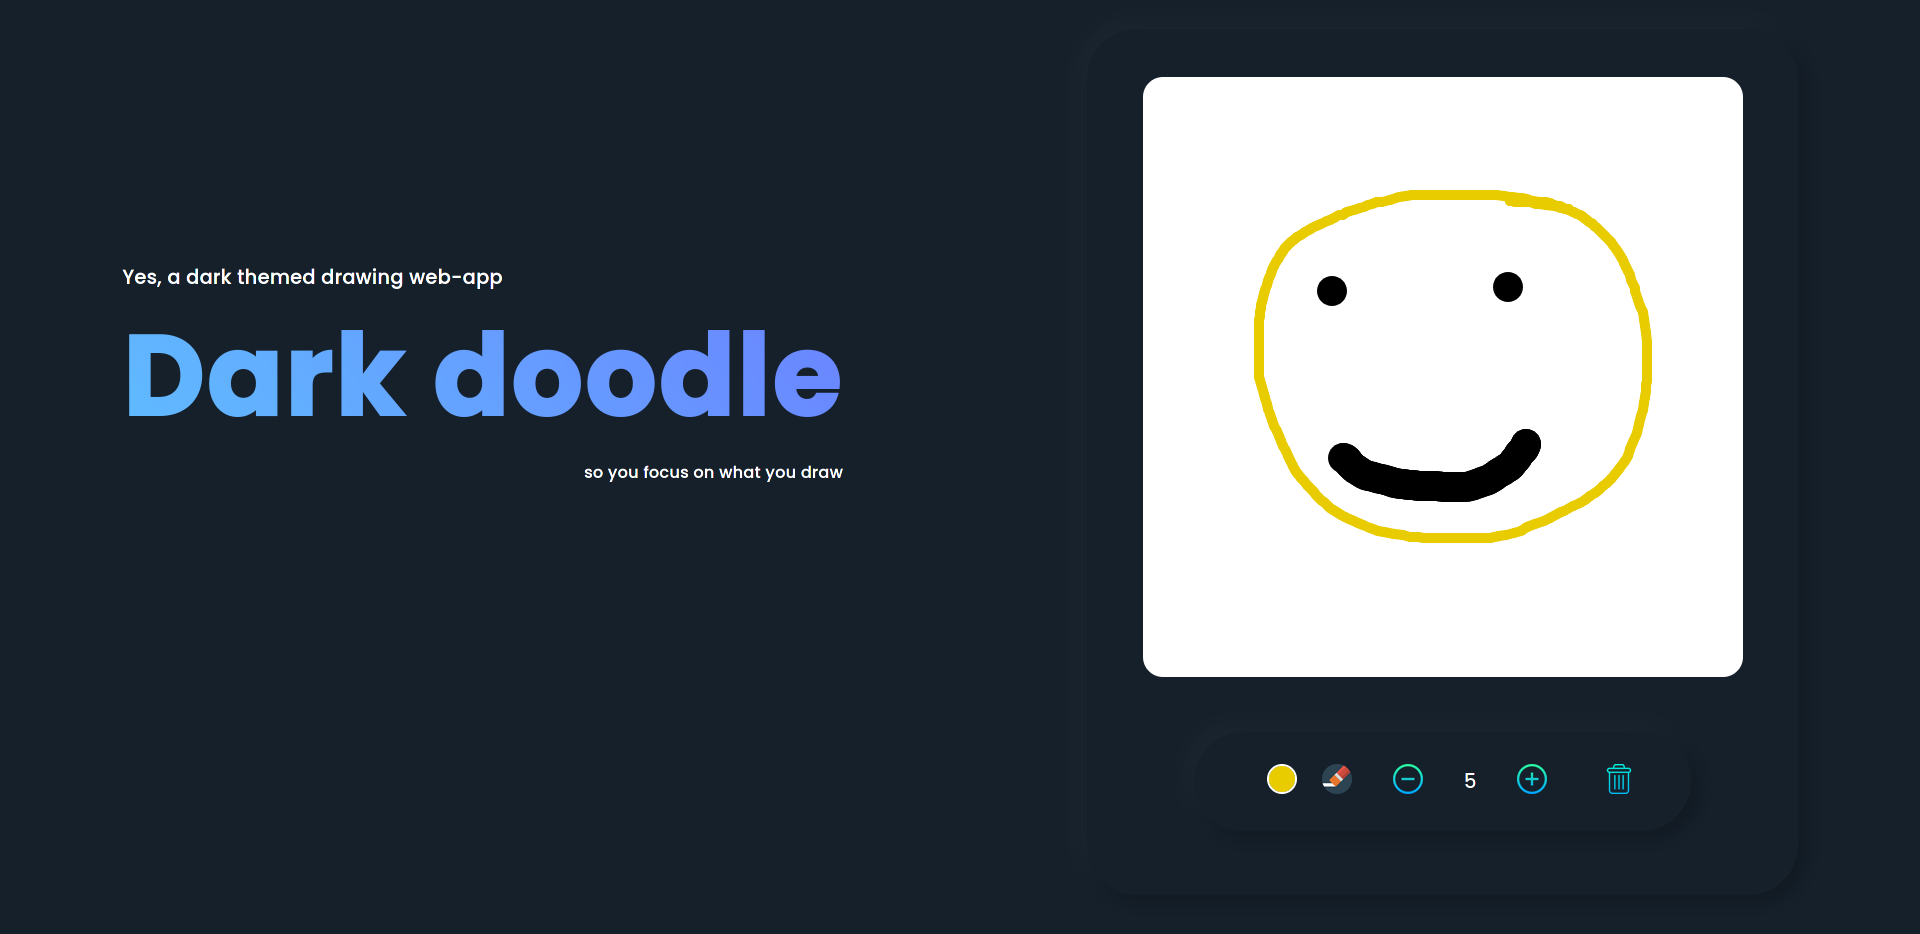 Yes, a dark themed drawing web-app
Dark doodle
so you focus on what you draw
5